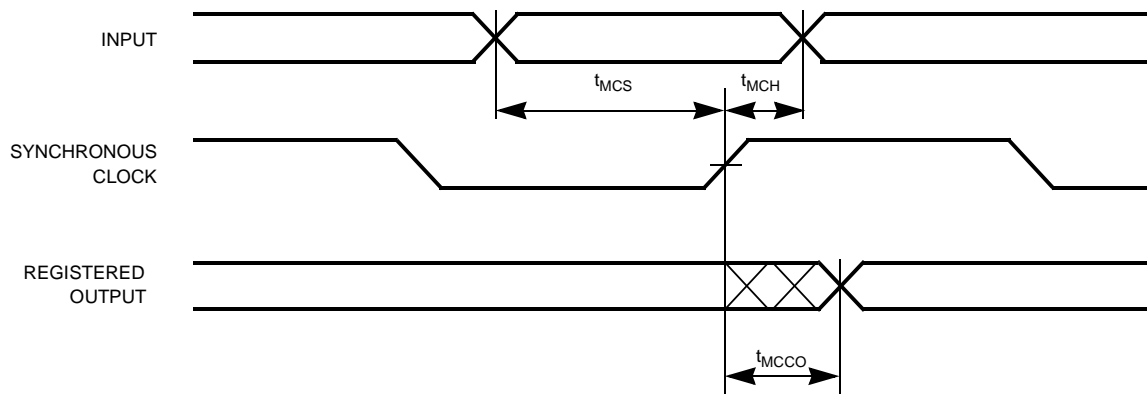 INPUT
tMCS
tMCH
SYNCHRONOUS
CLOCK
REGISTERED
OUTPUT
tMCCO